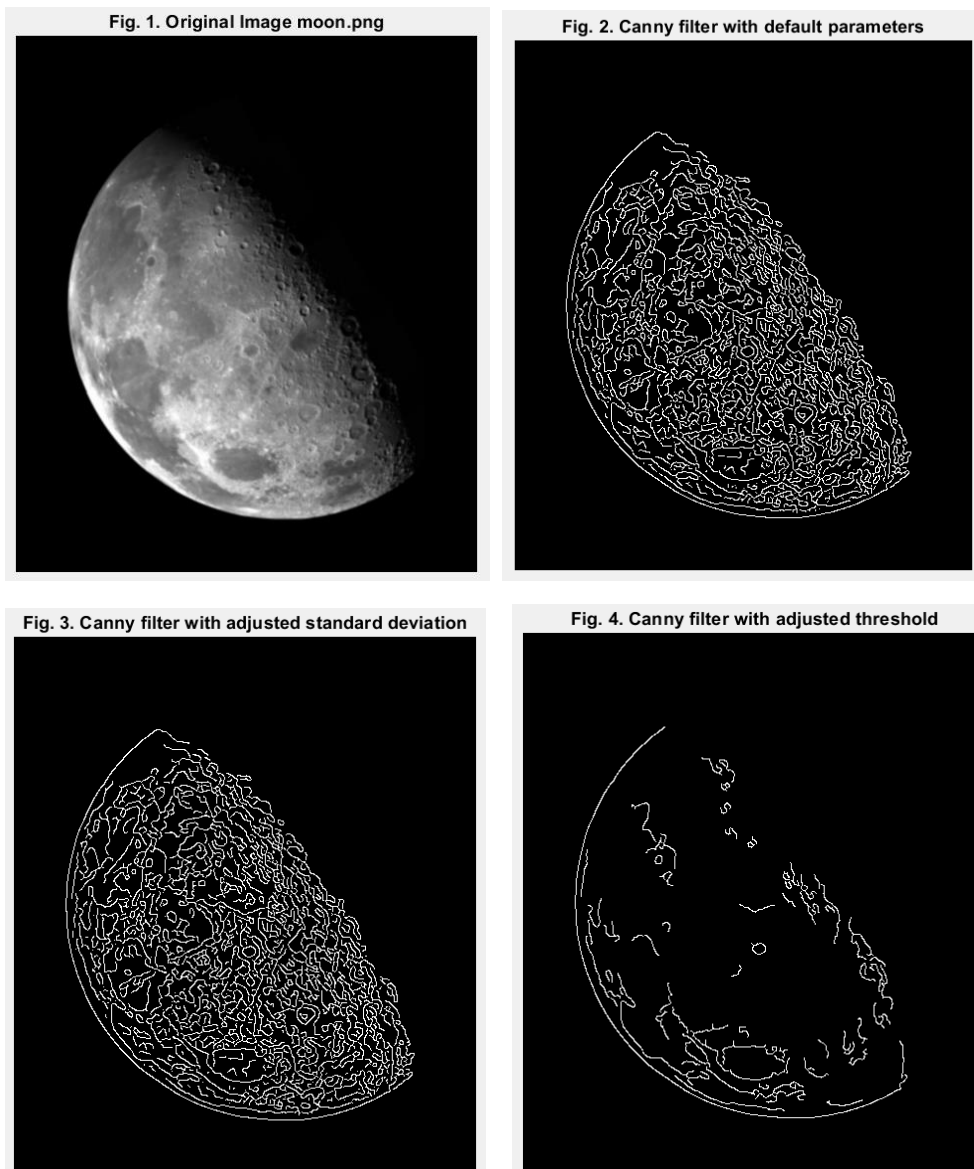 Fig. 1. Original Image moon.png
Fig. 2. Canny filter with default parameters
Fig. 3. Canny filter with adjusted standard deviation
Fig. 4. Canny filter with adjusted threshold